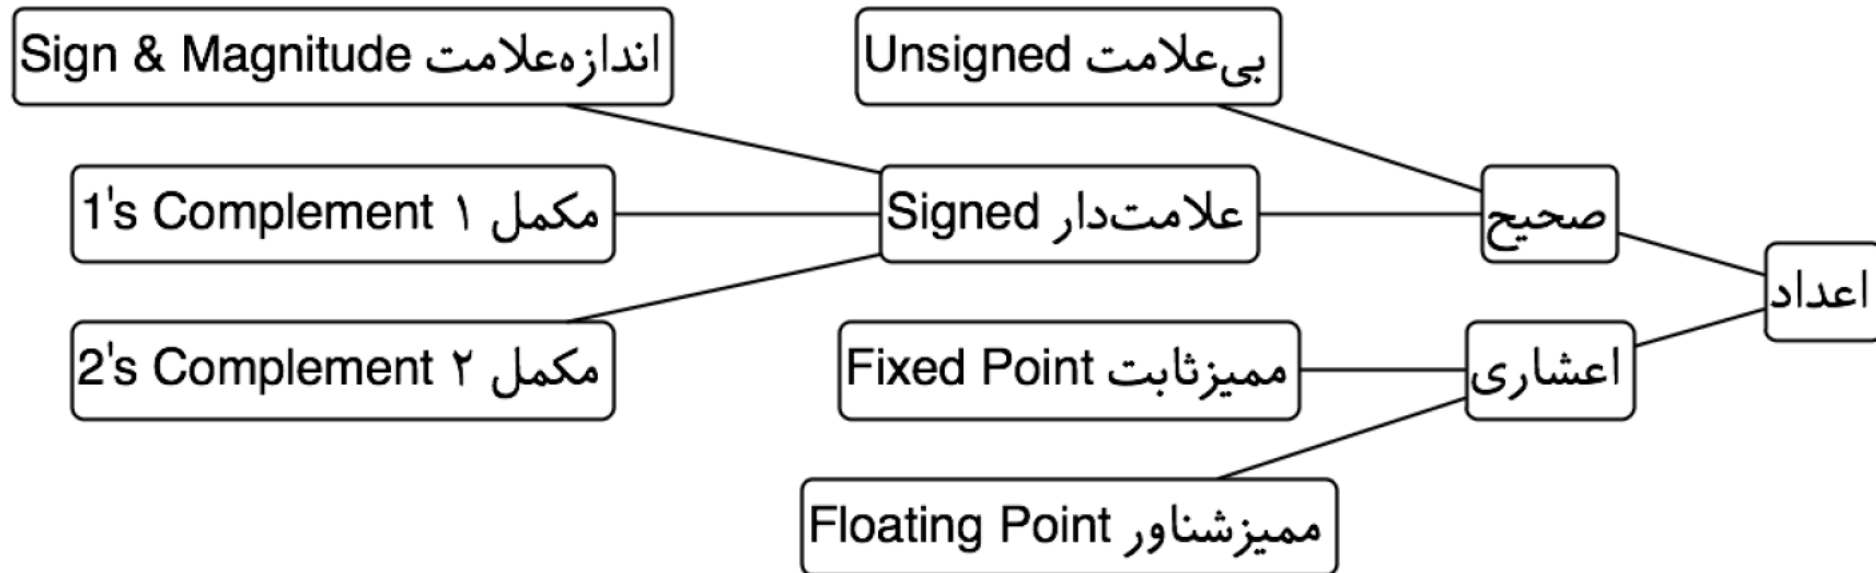 اندازه‌علامت Sign & Magnitude
بی‌علامت Unsigned
مکمل ۱ 1's Complement
علامت‌دار Signed
صحیح
اعداد
مکمل ۲ 2's Complement
ممیزثابت Fixed Point
اعشاری
ممیزشناور Floating Point